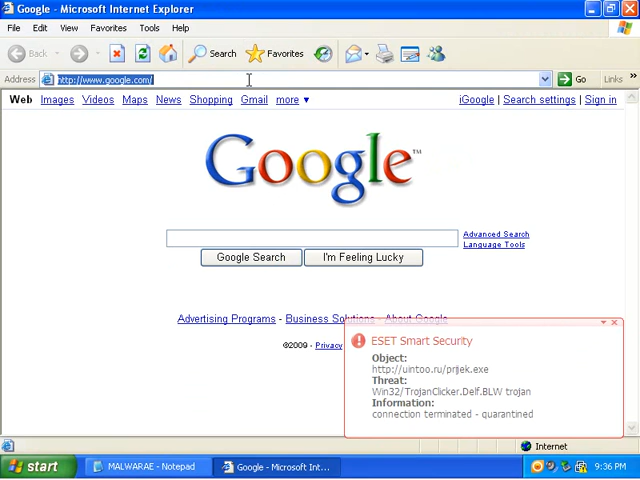 Google - Microsoft Internet Explorer
File Edit View Favorites Tools Help
Back Search Favorites
Address http://www.google.com/ Go Links »
Web Images Videos Maps News Shopping Gmail more ▼ iGoogle | Search settings | Sign in
Google™
Advanced Search
Language Tools
Google Search I'm Feeling Lucky
Advertising Programs - Business Solutions - About Google
©2009 - Privacy
ESET Smart Security
Object:
http://uintoo.ru/prijek.exe
Threat:
Win32/TrojanClicker.Delf.BLW trojan
Information:
connection terminated - quarantined
Internet
start MALWARAE - Notepad Google - Microsoft Int... 9:36 PM